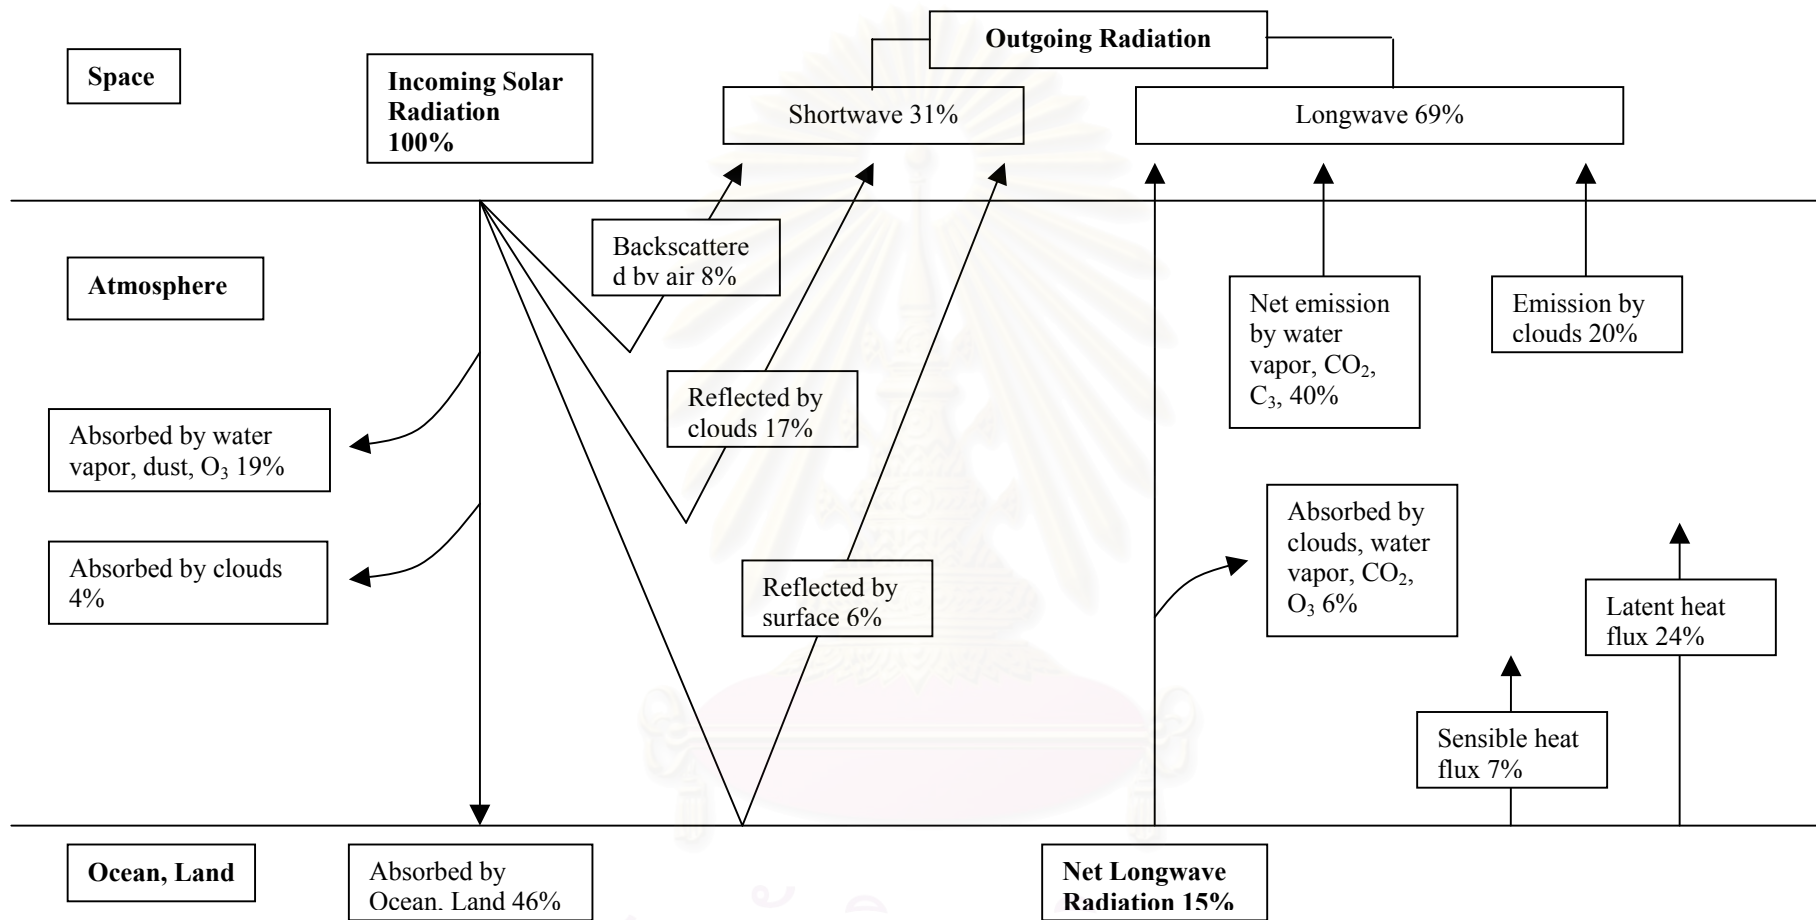 Outgoing Radiation
Space
Incoming Solar
Radiation
100%
Shortwave 31%
Longwave 69%
Backscattere
d by air 8%
Atmosphere
Net emission
by water
vapor, CO₂,
C₃, 40%
Emission by
clouds 20%
Reflected by
clouds 17%
Absorbed by water
vapor, dust, O₃ 19%
Absorbed by clouds
4%
Absorbed by
clouds, water
vapor, CO₂,
O₃ 6%
Reflected by
surface 6%
Latent heat
flux 24%
Sensible heat
flux 7%
Ocean, Land
Absorbed by
Ocean, Land 46%
Net Longwave
Radiation 15%